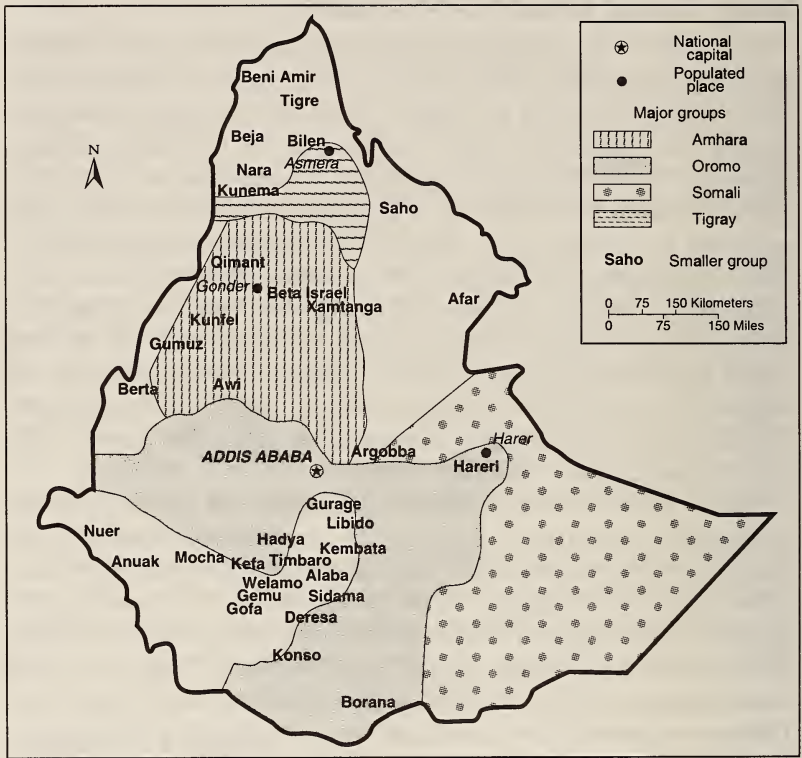 Beni Amir
Tigre
Beja
Bilen
Asmera
Nara
Kunema
Saho
Qimant
Gonder
Beta Israel
Xamtanga
Afar
Kunfel
Gumuz
Berta
Awi
Argobba
Harer
ADDIS ABABA
Hareri
Gurage
Libido
Nuer
Hadya
Kembata
Anuak
Mocha
Kefa
Timbaro
Alaba
Welamo
Gemu
Sidama
Gofa
Deresa
Konso
Borana
N
National
capital
Populated
place
Major groups
Amhara
Oromo
Somali
Tigray
Saho Smaller group
0 75 150 Kilometers
0 75 150 Miles